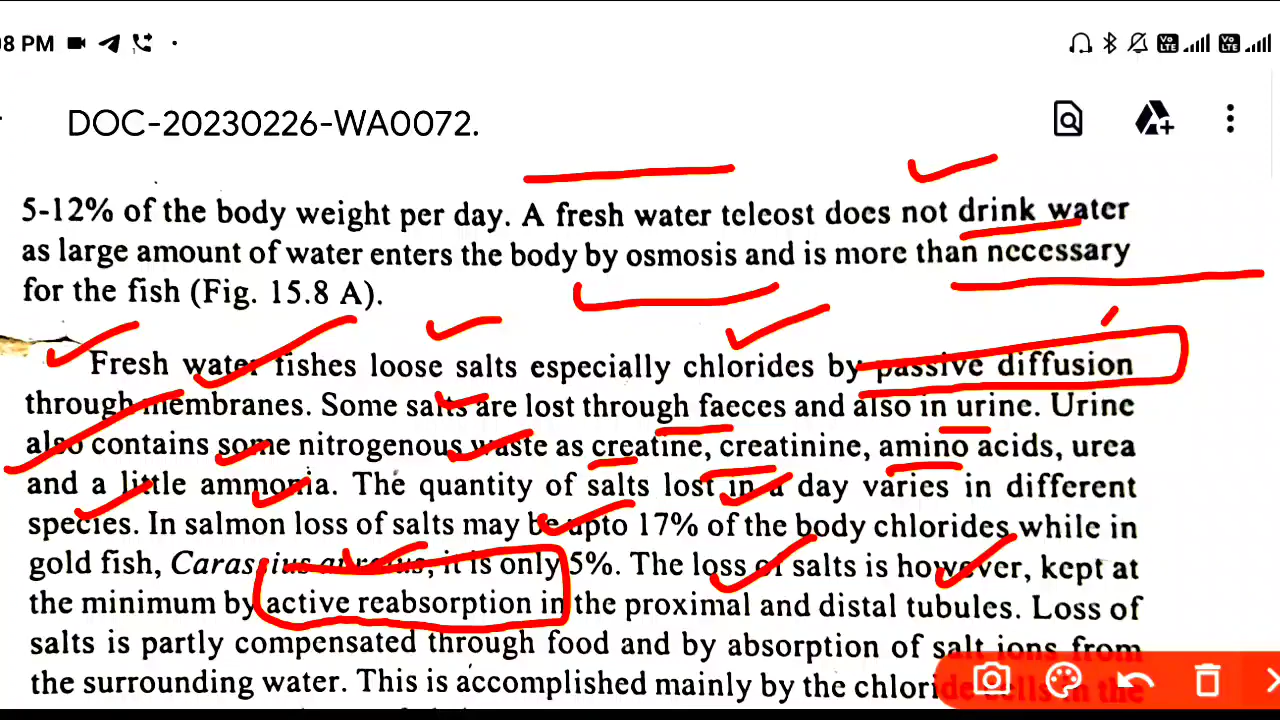 8 PM
DOC-20230226-WA0072.
5-12% of the body weight per day. A fresh water teleost does not drink water
as large amount of water enters the body by osmosis and is more than necessary
for the fish (Fig. 15.8 A).
Fresh water fishes loose salts especially chlorides by passive diffusion
through membranes. Some salts are lost through faeces and also in urine. Urine
also contains some nitrogenous waste as creatine, creatinine, amino acids, urea
and a little ammonia. The quantity of salts lost in a day varies in different
species. In salmon loss of salts may be upto 17% of the body chlorides while in
gold fish, Carassius auratus, it is only 5%. The loss of salts is however, kept at
the minimum by active reabsorption in the proximal and distal tubules. Loss of
salts is partly compensated through food and by absorption of salt ions from
the surrounding water. This is accomplished mainly by the chloride cells in the